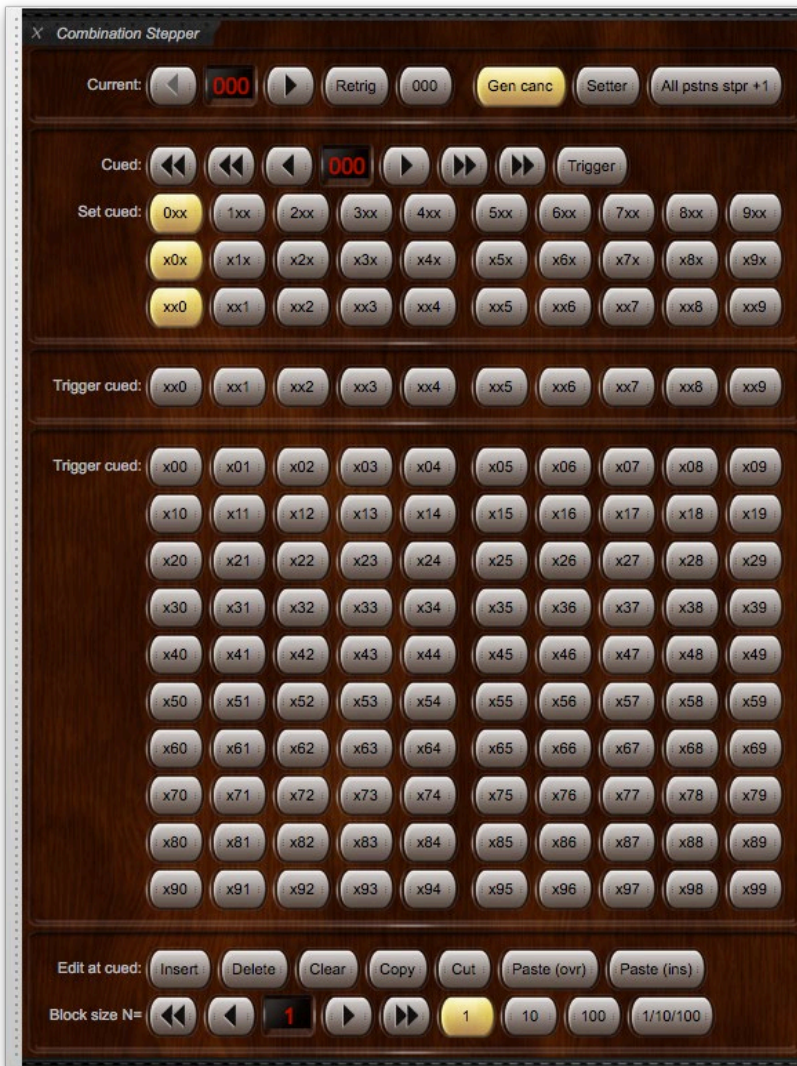 X Combination Stepper
Current: 000 Retrig 000 Gen canc Setter All pstns stpr +1
Cued: 000 Trigger
Set cued: 0xx 1xx 2xx 3xx 4xx 5xx 6xx 7xx 8xx 9xx
x0x x1x x2x x3x x4x x5x x6x x7x x8x x9x
xx0 xx1 xx2 xx3 xx4 xx5 xx6 xx7 xx8 xx9
Trigger cued: xx0 xx1 xx2 xx3 xx4 xx5 xx6 xx7 xx8 xx9
Trigger cued: x00 x01 x02 x03 x04 x05 x06 x07 x08 x09
x10 x11 x12 x13 x14 x15 x16 x17 x18 x19
x20 x21 x22 x23 x24 x25 x26 x27 x28 x29
x30 x31 x32 x33 x34 x35 x36 x37 x38 x39
x40 x41 x42 x43 x44 x45 x46 x47 x48 x49
x50 x51 x52 x53 x54 x55 x56 x57 x58 x59
x60 x61 x62 x63 x64 x65 x66 x67 x68 x69
x70 x71 x72 x73 x74 x75 x76 x77 x78 x79
x80 x81 x82 x83 x84 x85 x86 x87 x88 x89
x90 x91 x92 x93 x94 x95 x96 x97 x98 x99
Edit at cued: Insert Delete Clear Copy Cut Paste (ovr) Paste (ins)
Block size N= 1 1 10 100 1/10/100